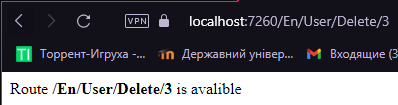 VPN localhost:7260/En/User/Delete/3
TI Торрент-Игруха - Державний універ... Входящие (3
Route /En/User/Delete/3 is avalible